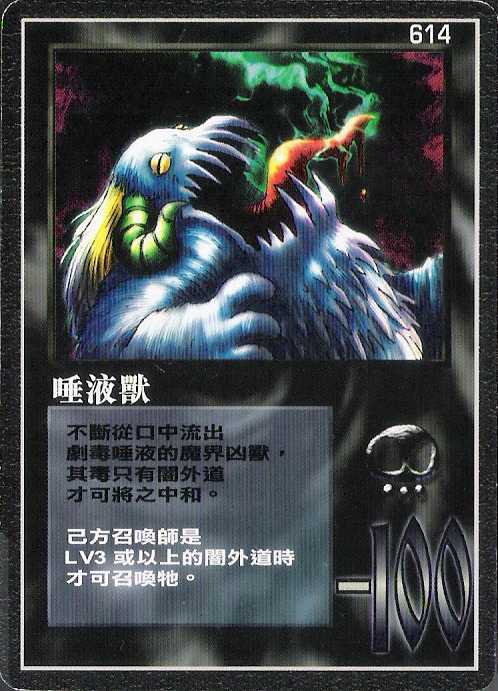 614
唾液獸
不斷從口中流出
劇毒唾液的魔界凶獸，
其毒只有闇外道
才可將之中和。
己方召喚師是
LV3 或以上的闇外道時
才可召喚牠。
-100